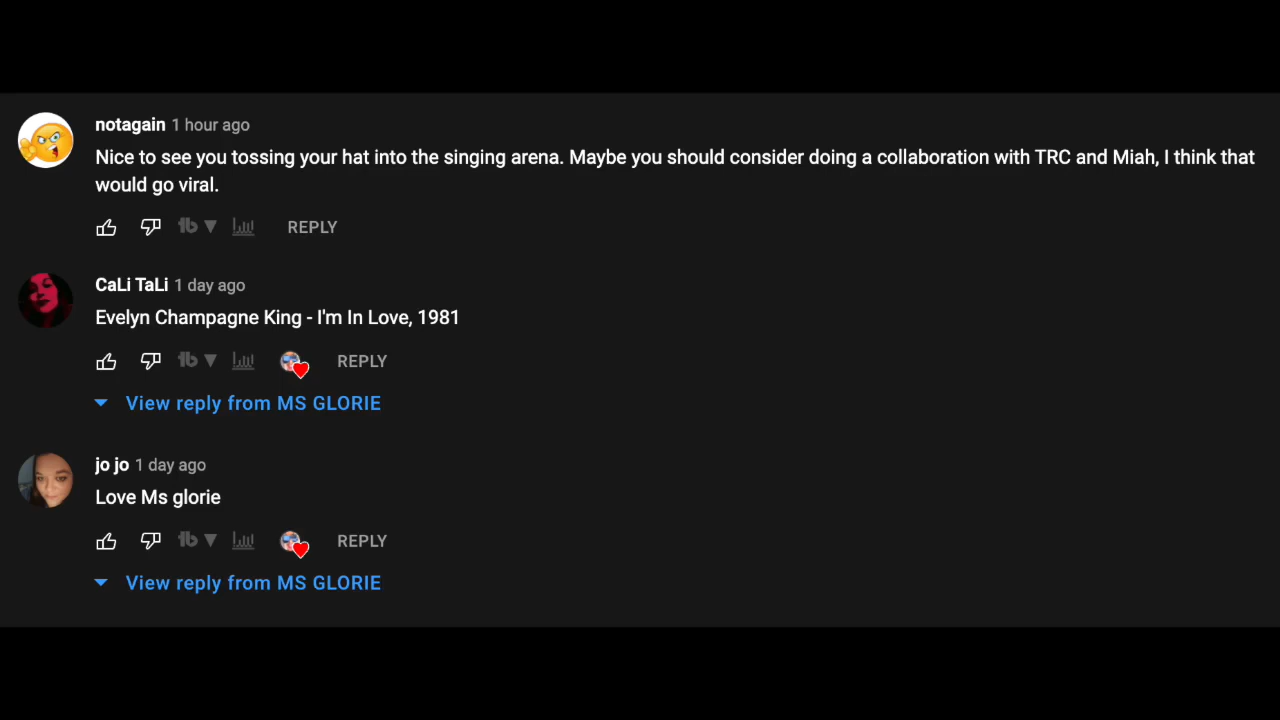 notagain 1 hour ago
Nice to see you tossing your hat into the singing arena. Maybe you should consider doing a collaboration with TRC and Miah, I think that
would go viral.
REPLY
CaLi TaLi 1 day ago
Evelyn Champagne King - I'm In Love, 1981
REPLY
View reply from MS GLORIE
jo jo 1 day ago
Love Ms glorie
REPLY
View reply from MS GLORIE